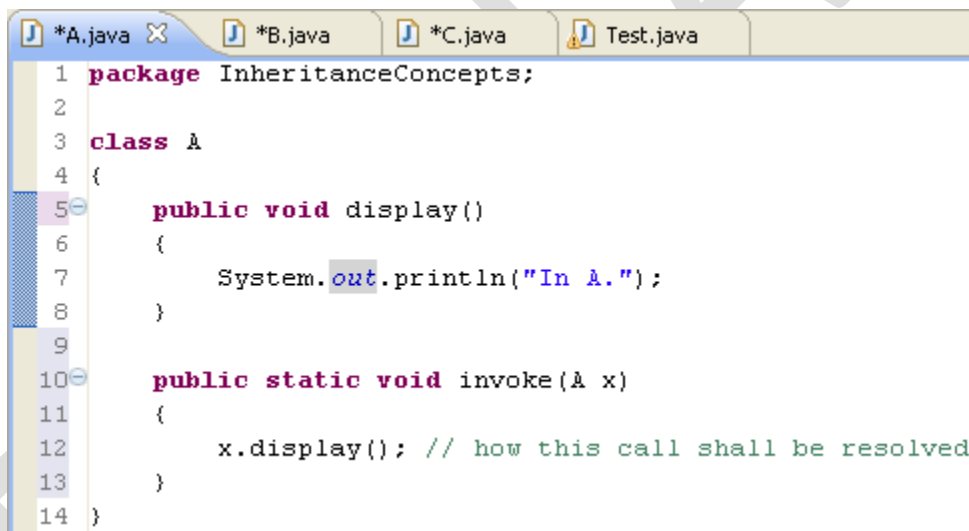 *A.java *B.java *C.java Test.java
1 package InheritanceConcepts;
2
3 class A
4 {
5 public void display()
6 {
7 System.out.println("In A.");
8 }
9
10 public static void invoke(A x)
11 {
12 x.display(); // how this call shall be resolved
13 }
14 }